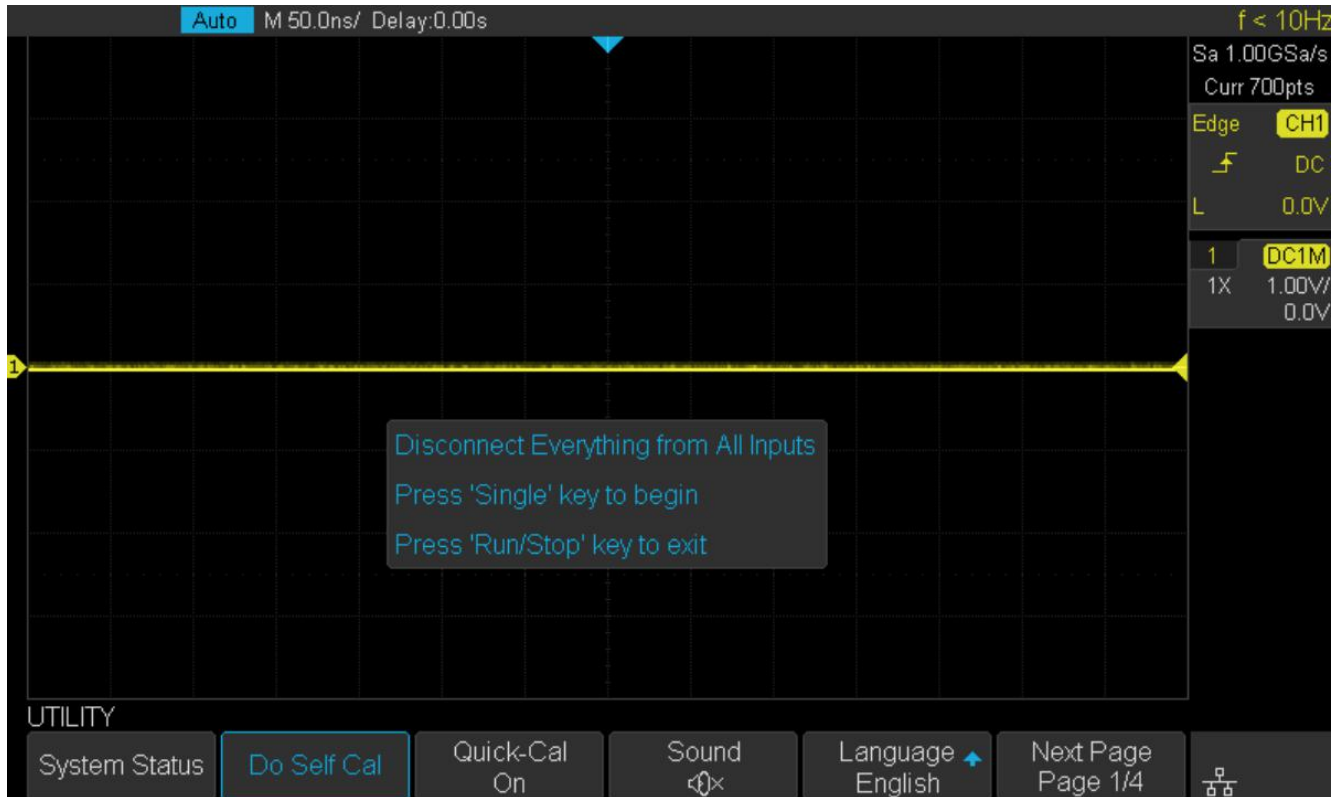 Auto M 50.0ns/ Delay:0.00s f < 10Hz
Sa 1.00GSa/s
Curr 700pts
Edge CH1
DC
L 0.0V
1 DC1M
1X 1.00V/
0.0V
1
Disconnect Everything from All Inputs
Press 'Single' key to begin
Press 'Run/Stop' key to exit
UTILITY
System Status
Do Self Cal
Quick-Cal
On
Sound
Language
English
Next Page
Page 1/4